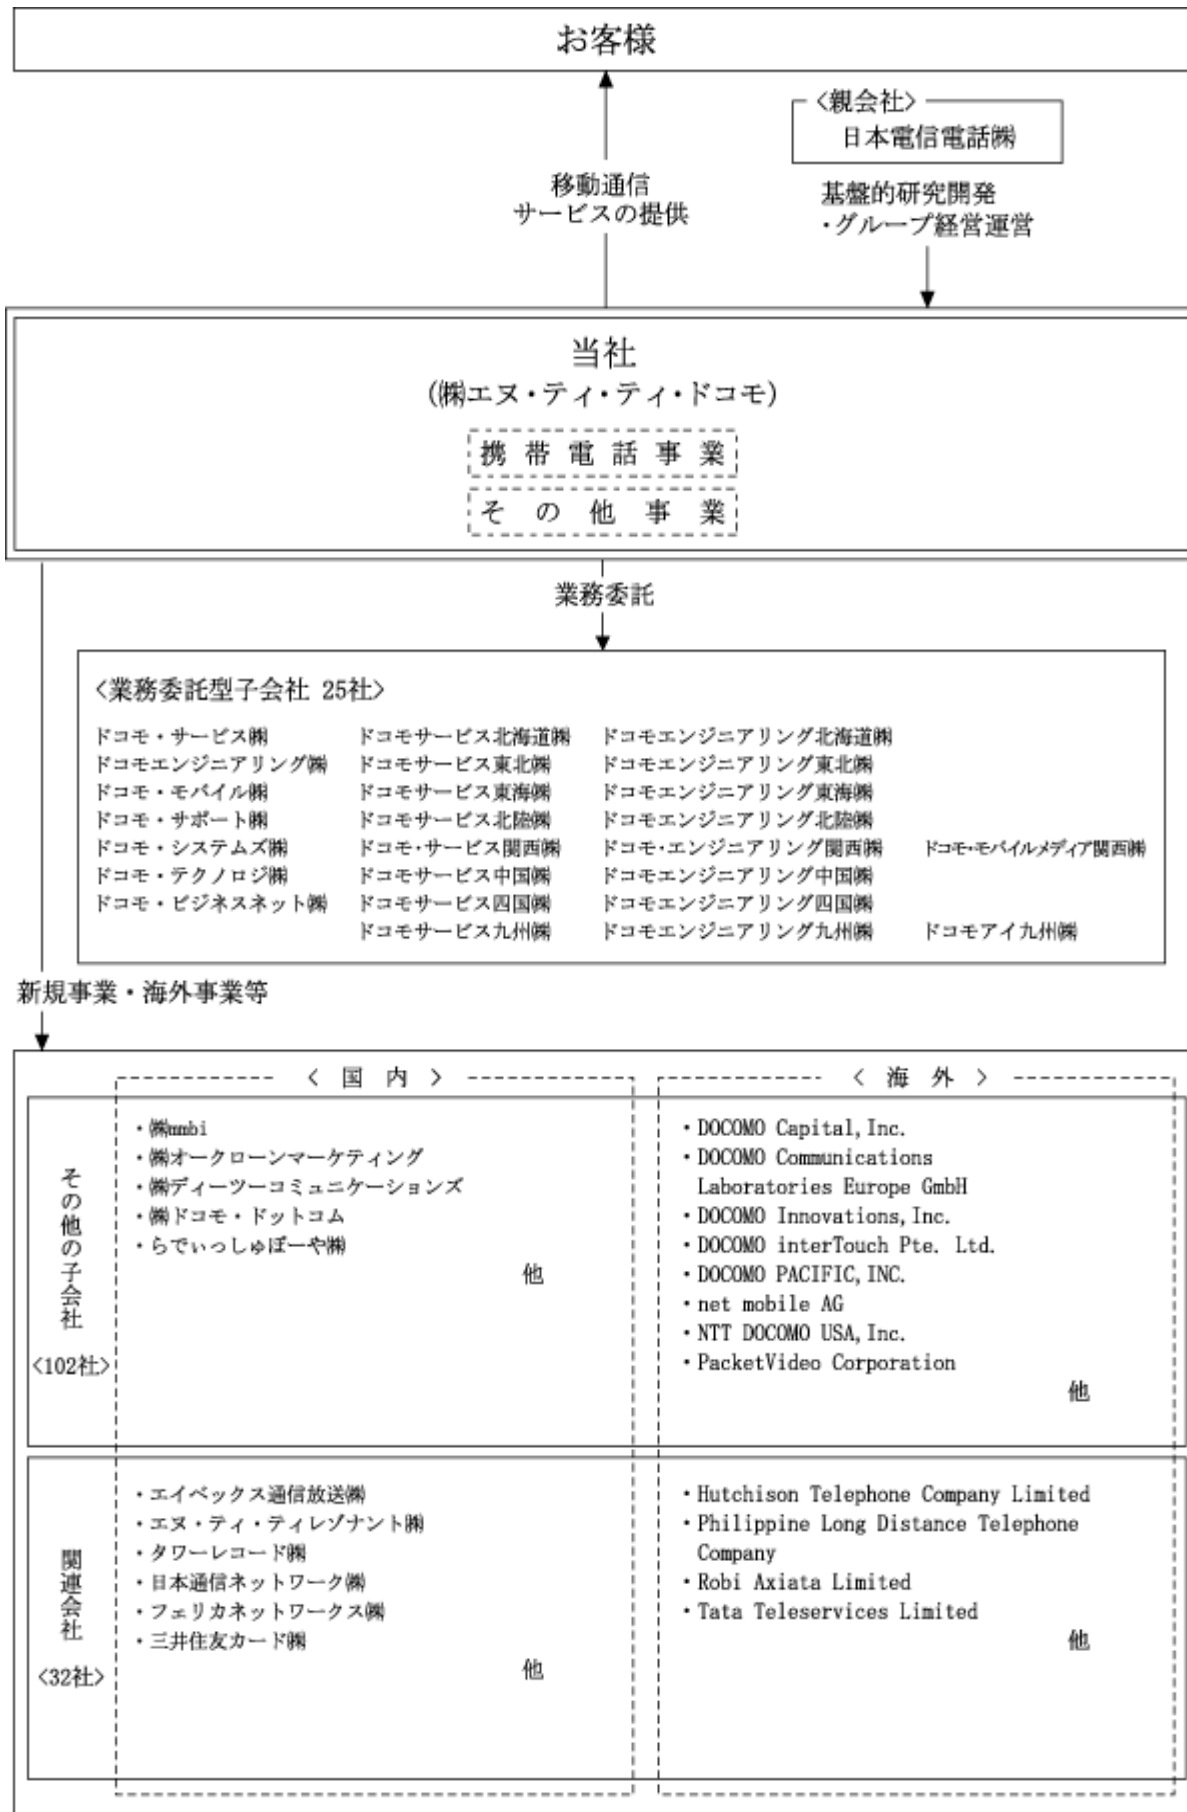 お客様
<親会社>
日本電信電話㈱
移動通信
サービスの提供
基盤的研究開発
・グループ経営運営
当社
(㈱エヌ・ティ・ティ・ドコモ)
携帯電話事業
その他事業
業務委託
<業務委託型子会社 25社>
ドコモ・サービス㈱ ドコモサービス北海道㈱ ドコモエンジニアリング北海道㈱
ドコモエンジニアリング㈱ ドコモサービス東北㈱ ドコモエンジニアリング東北㈱
ドコモ・モバイル㈱ ドコモサービス東海㈱ ドコモエンジニアリング東海㈱
ドコモ・サポート㈱ ドコモサービス北陸㈱ ドコモエンジニアリング北陸㈱
ドコモ・システムズ㈱ ドコモ・サービス関西㈱ ドコモ・エンジニアリング関西㈱ ドコモ・モバイルメディア関西㈱
ドコモ・テクノロジ㈱ ドコモサービス中国㈱ ドコモエンジニアリング中国㈱
ドコモ・ビジネスネット㈱ ドコモサービス四国㈱ ドコモエンジニアリング四国㈱
ドコモサービス九州㈱ ドコモエンジニアリング九州㈱ ドコモアイ九州㈱
新規事業・海外事業等
<国内>
<海外>
その他の子会社
<102社>
・㈱mmbi
・㈱オークローンマーケティング
・㈱ディーツーコミュニケーションズ
・㈱ドコモ・ドットコム
・らでぃっしゅぼーや㈱
他
・DOCOMO Capital, Inc.
・DOCOMO Communications
Laboratories Europe GmbH
・DOCOMO Innovations, Inc.
・DOCOMO interTouch Pte. Ltd.
・DOCOMO PACIFIC, INC.
・net mobile AG
・NTT DOCOMO USA, Inc.
・PacketVideo Corporation
他
関連会社
<32社>
・エイベックス通信放送㈱
・エヌ・ティ・ティレゾナント㈱
・タワーレコード㈱
・日本通信ネットワーク㈱
・フェリカネットワークス㈱
・三井住友カード㈱
他
・Hutchison Telephone Company Limited
・Philippine Long Distance Telephone
Company
・Robi Axiata Limited
・Tata Teleservices Limited
他